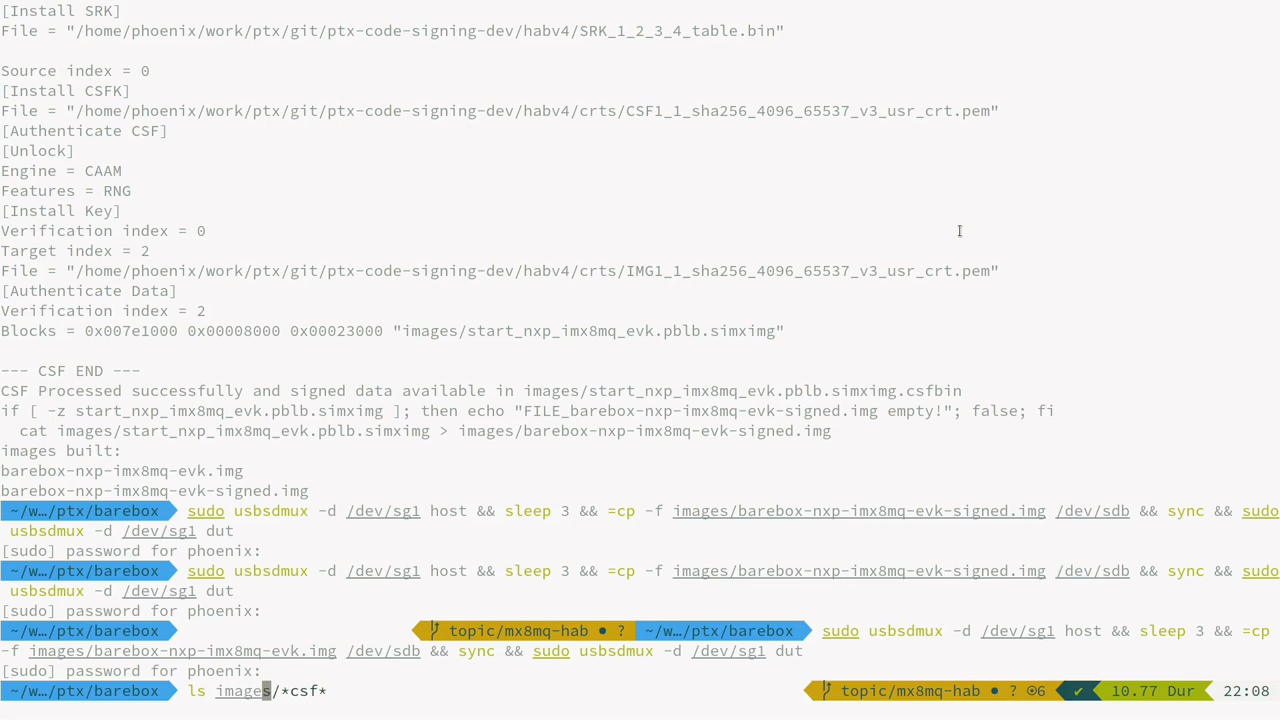 [Install SRK]
File = "/home/phoenix/work/ptx/git/ptx-code-signing-dev/habv4/SRK_1_2_3_4_table.bin"
Source index = 0
[Install CSFK]
File = "/home/phoenix/work/ptx/git/ptx-code-signing-dev/habv4/crts/CSF1_1_sha256_4096_65537_v3_usr_crt.pem"
[Authenticate CSF]
[Unlock]
Engine = CAAM
Features = RNG
[Install Key]
Verification index = 0
Target index = 2
File = "/home/phoenix/work/ptx/git/ptx-code-signing-dev/habv4/crts/IMG1_1_sha256_4096_65537_v3_usr_crt.pem"
[Authenticate Data]
Verification index = 2
Blocks = 0x007e1000 0x00008000 0x00023000 "images/start_nxp_imx8mq_evk.pblb.simximg"
--- CSF END ---
CSF Processed successfully and signed data available in images/start_nxp_imx8mq_evk.pblb.simximg.csfbin
if [ -z start_nxp_imx8mq_evk.pblb.simximg ]; then echo "FILE_barebox-nxp-imx8mq-evk-signed.img empty!"; false; fi
cat images/start_nxp_imx8mq_evk.pblb.simximg > images/barebox-nxp-imx8mq-evk-signed.img
images built:
barebox-nxp-imx8mq-evk.img
barebox-nxp-imx8mq-evk-signed.img
~/w…/ptx/barebox sudo usbsdmux -d /dev/sg1 host && sleep 3 && =cp -f images/barebox-nxp-imx8mq-evk-signed.img /dev/sdb && sync && sudo
usbsdmux -d /dev/sg1 dut
[sudo] password for phoenix:
~/w…/ptx/barebox sudo usbsdmux -d /dev/sg1 host && sleep 3 && =cp -f images/barebox-nxp-imx8mq-evk-signed.img /dev/sdb && sync && sudo
usbsdmux -d /dev/sg1 dut
[sudo] password for phoenix:
~/w…/ptx/barebox topic/mx8mq-hab ● ? ~/w…/ptx/barebox sudo usbsdmux -d /dev/sg1 host && sleep 3 && =cp
-f images/barebox-nxp-imx8mq-evk.img /dev/sdb && sync && sudo usbsdmux -d /dev/sg1 dut
[sudo] password for phoenix:
~/w…/ptx/barebox ls images/*csf* topic/mx8mq-hab ● ? ⊙6 ✔ 10.77 Dur 22:08